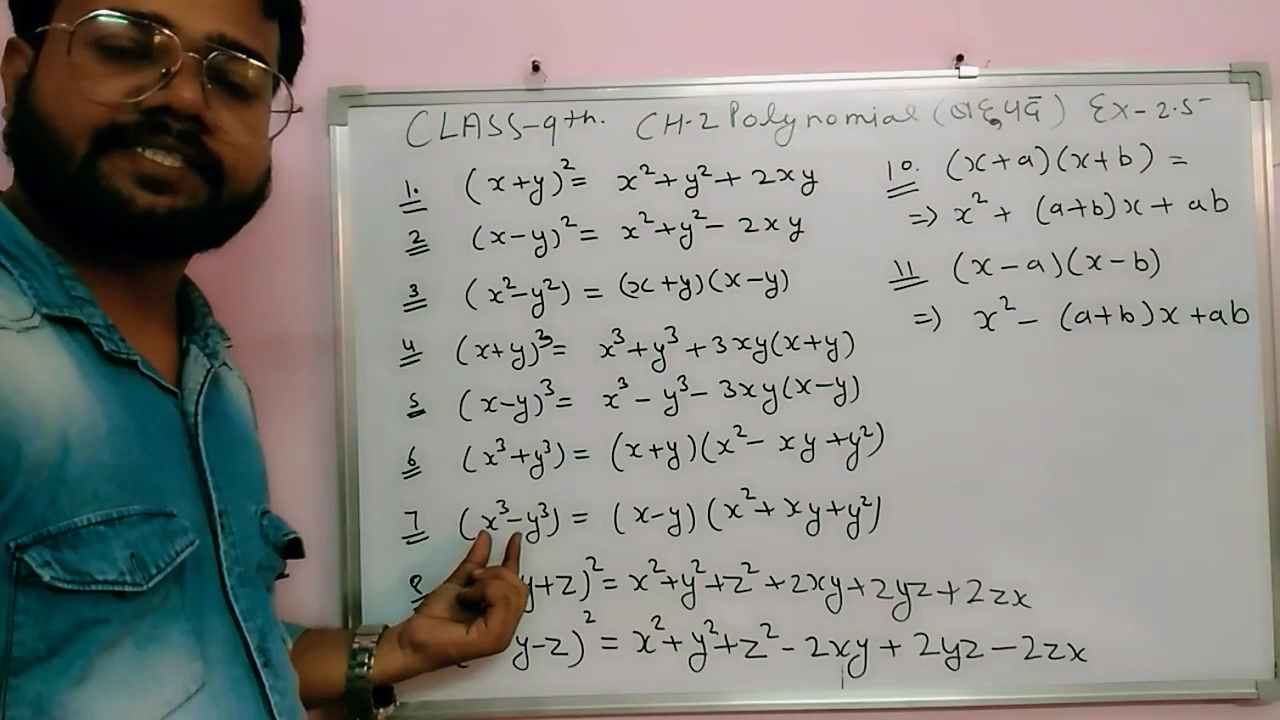 CLASS-9th. CH-2 Polynomial (बहुपद) Ex-2.5
1. (x+y)²= x²+y²+2xy
2 (x-y)²= x²+y²-2xy
3 (x²-y²) = (x+y)(x-y)
4 (x+y)³= x³+y³+3xy(x+y)
5 (x-y)³= x³-y³-3xy(x-y)
6 (x³+y³)= (x+y)(x²-xy+y²)
7 (x³-y³) = (x-y)(x²+xy+y²)
8 y+z)²= x²+y²+z²+2xy+2yz+2zx
y-z)² = x²+y²+z²-2xy+2yz-2zx
10. (x+a)(x+b) =
=> x²+ (a+b)x+ab
11 (x-a)(x-b)
=> x²- (a+b)x+ab